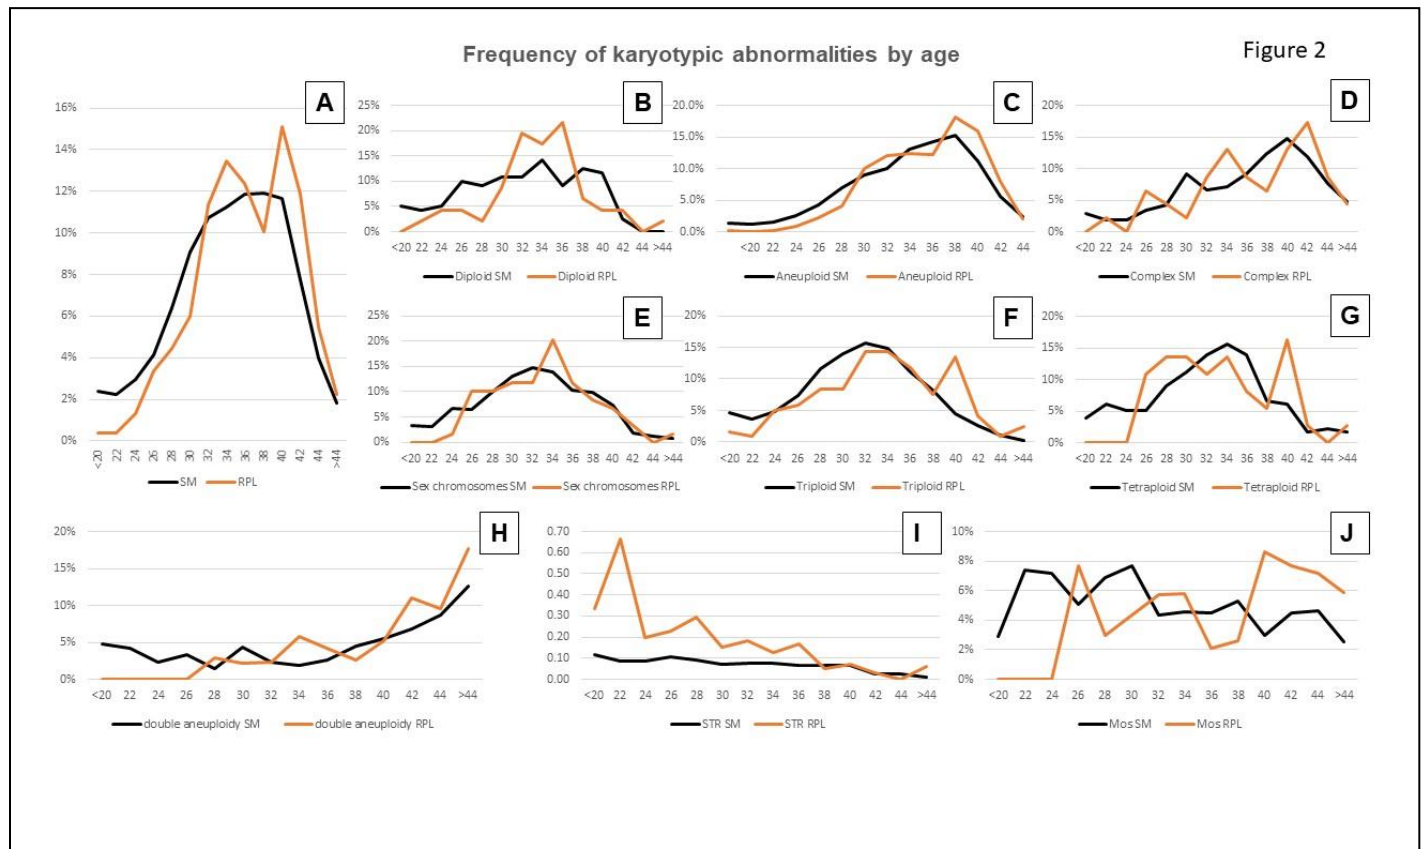 Frequency of karyotypic abnormalities by age
Figure 2
A
16%
14%
12%
10%
8%
6%
4%
2%
0%
<20 22 24 26 28 30 32 34 36 38 40 42 44 >44
SM RPL
B
25%
20%
15%
10%
5%
0%
<20 22 24 26 28 30 32 34 36 38 40 42 44 >44
Diploid SM Diploid RPL
C
20.0%
15.0%
10.0%
5.0%
0.0%
<20 22 24 26 28 30 32 34 36 38 40 42 44
Aneuploid SM Aneuploid RPL
D
20%
15%
10%
5%
0%
<20 22 24 26 28 30 32 34 36 38 40 42 44 >44
Complex SM Complex RPL
E
25%
20%
15%
10%
5%
0%
<20 22 24 26 28 30 32 34 36 38 40 42 44 >44
Sex chromosomes SM Sex chromosomes RPL
F
20%
15%
10%
5%
0%
<20 22 24 26 28 30 32 34 36 38 40 42 44 >44
Triploid SM Triploid RPL
G
20%
15%
10%
5%
0%
<20 22 24 26 28 30 32 34 36 38 40 42 44 >44
Tetraploid SM Tetraploid RPL
H
20%
15%
10%
5%
0%
<20 22 24 26 28 30 32 34 36 38 40 42 44 >44
double aneuploidy SM double aneuploidy RPL
I
0.70
0.60
0.50
0.40
0.30
0.20
0.10
0.00
<20 22 24 26 28 30 32 34 36 38 40 42 44 >44
STR SM STR RPL
J
10%
8%
6%
4%
2%
0%
<20 22 24 26 28 30 32 34 36 38 40 42 44 >44
Mos SM Mos RPL